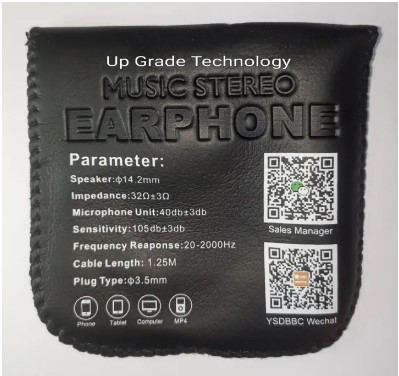 Up Grade Technology
MUSIC STEREO
EARPHONE
Parameter:
Speaker:φ14.2mm
Impedance:32Ω±3Ω
Microphone Unit:40db±3db
Sensitivity:105db±3db
Frequency Reaponse:20-2000Hz
Cable Length: 1.25M
Plug Type:φ3.5mm
Phone
Tablet
Computer
MP4
Sales Manager
YSDBBC Wechat